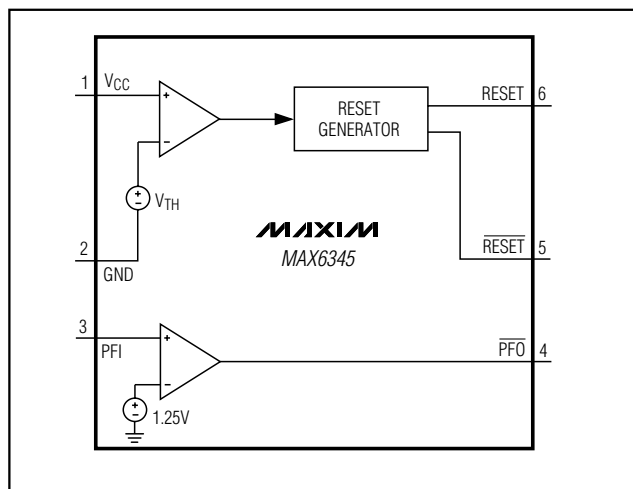 1
VCC
+
−
VTH
+
−
RESET
GENERATOR
RESET
6
RESET
5
2
GND
MAXIM
MAX6345
3
PFI
+
−
PFO
4
+
−
1.25V